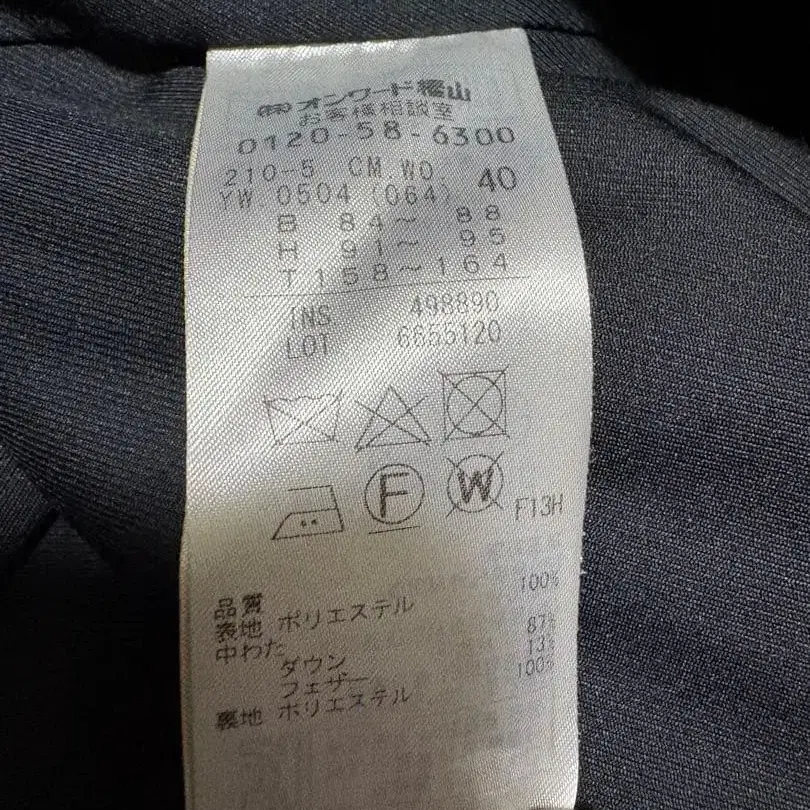 ㈱オンワード樫山
お客様相談室
0120-58-6300
210-5 CM WO. 40
YW 0504 (064)
B 84～ 88
H 91～ 95
T158～164
INS 498890
LOT 6655120
F
W
F13H
品質
表地 ポリエステル 100%
中わた
ダウン 87%
フェザー 13%
裏地 ポリエステル 100%